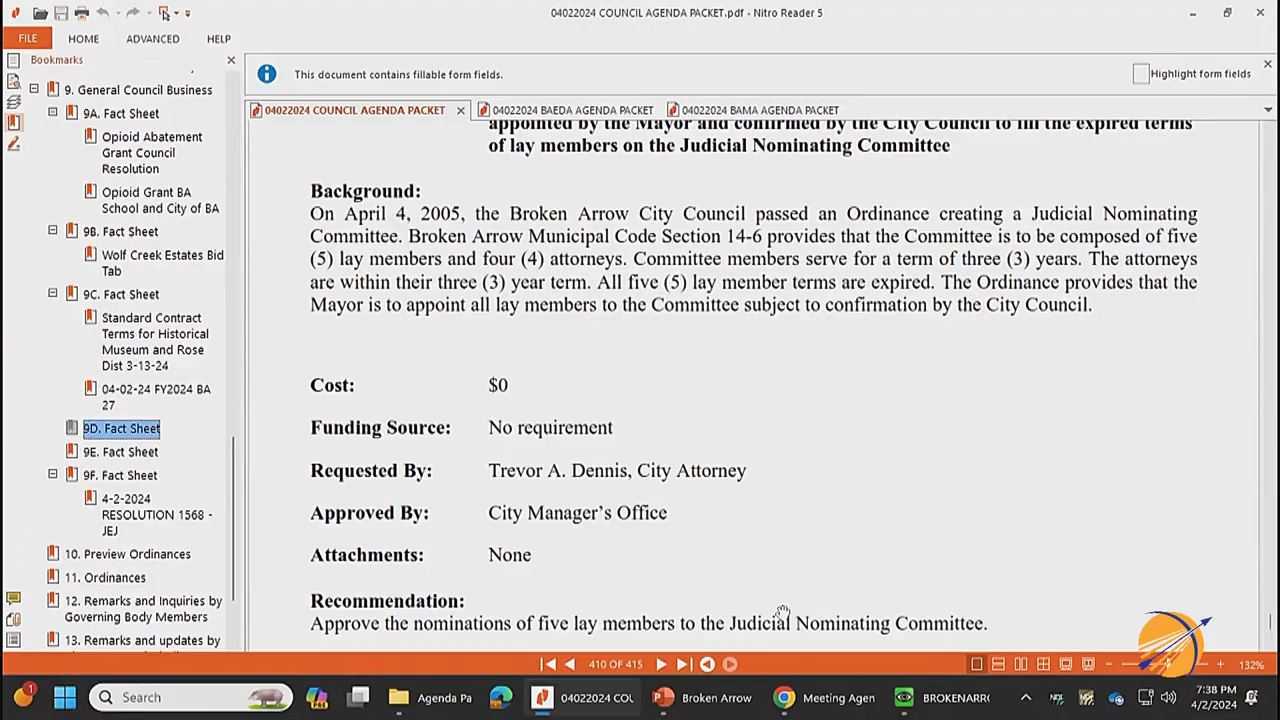 04022024 COUNCIL AGENDA PACKET.pdf - Nitro Reader 5
FILE
HOME
ADVANCED
HELP
Bookmarks
This document contains fillable form fields.
Highlight form fields
04022024 COUNCIL AGENDA PACKET
04022024 BAEDA AGENDA PACKET
04022024 BAMA AGENDA PACKET
9. General Council Business
9A. Fact Sheet
Opioid Abatement
Grant Council
Resolution
Opioid Grant BA
School and City of BA
9B. Fact Sheet
Wolf Creek Estates Bid
Tab
9C. Fact Sheet
Standard Contract
Terms for Historical
Museum and Rose
Dist 3-13-24
04-02-24 FY2024 BA
27
9D. Fact Sheet
9E. Fact Sheet
9F. Fact Sheet
4-2-2024
RESOLUTION 1568 -
JEJ
10. Preview Ordinances
11. Ordinances
12. Remarks and Inquiries by
Governing Body Members
13. Remarks and updates by
appointed by the Mayor and confirmed by the City Council to fill the expired terms
of lay members on the Judicial Nominating Committee
Background:
On April 4, 2005, the Broken Arrow City Council passed an Ordinance creating a Judicial Nominating
Committee. Broken Arrow Municipal Code Section 14-6 provides that the Committee is to be composed of five
(5) lay members and four (4) attorneys. Committee members serve for a term of three (3) years. The attorneys
are within their three (3) year term. All five (5) lay member terms are expired. The Ordinance provides that the
Mayor is to appoint all lay members to the Committee subject to confirmation by the City Council.
Cost: $0
Funding Source: No requirement
Requested By: Trevor A. Dennis, City Attorney
Approved By: City Manager's Office
Attachments: None
Recommendation:
Approve the nominations of five lay members to the Judicial Nominating Committee.
410 OF 415
132%
1
Search
Agenda Pa
04022024 COU
Broken Arrow
Meeting Agen
BROKENARRO
7:38 PM
4/2/2024